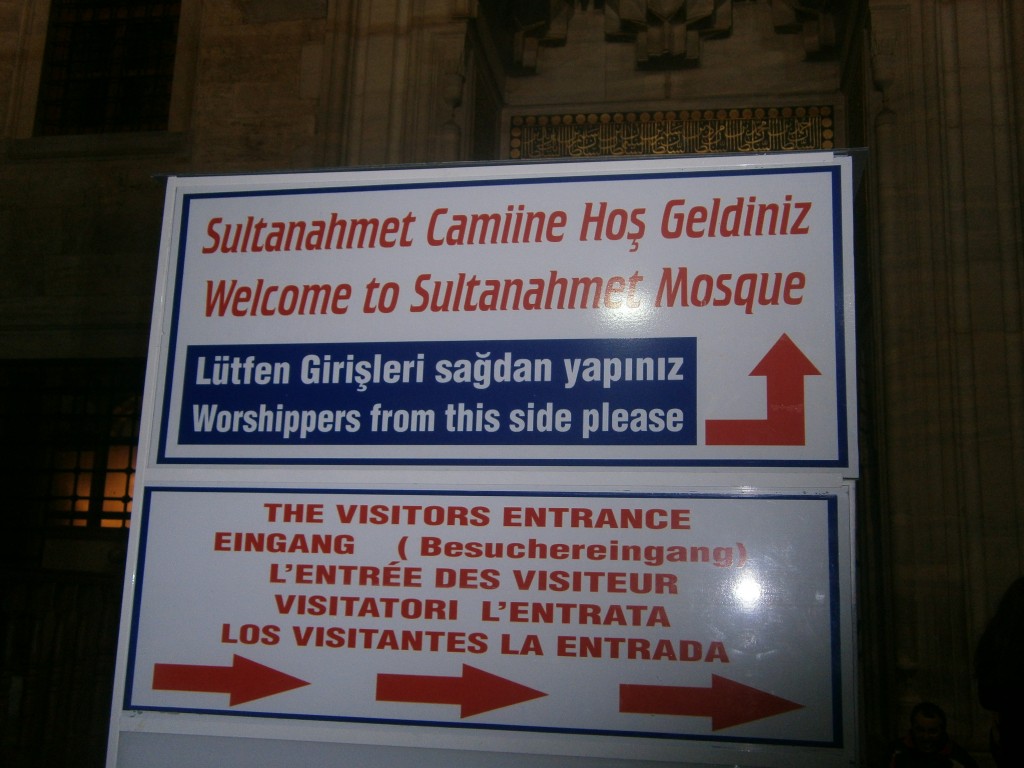 Sultanahmet Camiine Hoş Geldiniz
Welcome to Sultanahmet Mosque
Lütfen Girişleri sağdan yapınız
Worshippers from this side please
THE VISITORS ENTRANCE
EINGANG ( Besuchereingang)
L'ENTRÉE DES VISITEUR
VISITATORI L'ENTRATA
LOS VISITANTES LA ENTRADA